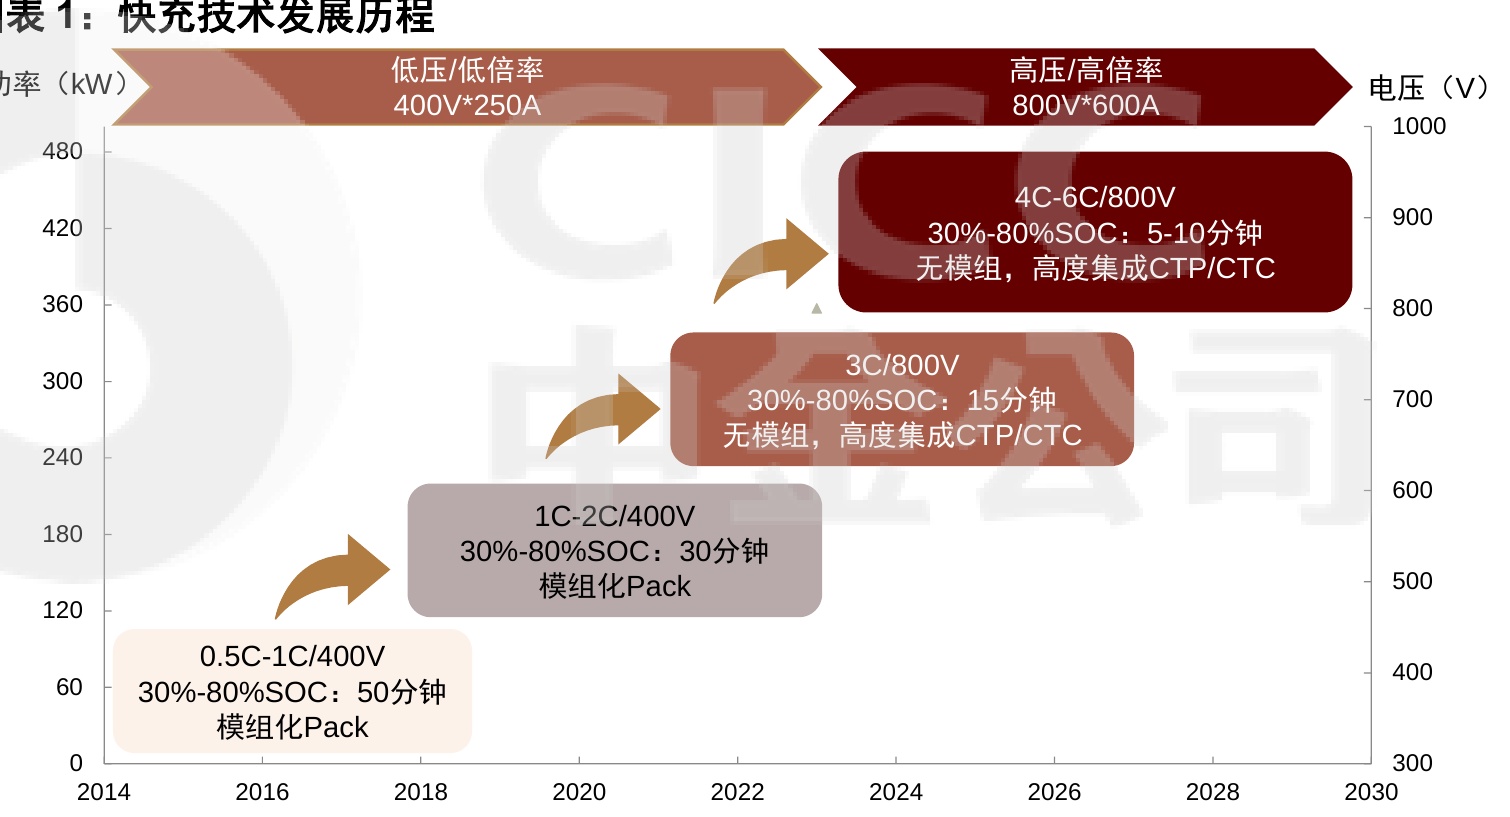 图表 1：快充技术发展历程
功率（kW）
低压/低倍率
400V*250A
高压/高倍率
800V*600A
电压（V）
480
420
360
300
240
180
120
60
0
1000
900
800
700
600
500
400
300
4C-6C/800V
30%-80%SOC：5-10分钟
无模组，高度集成CTP/CTC
3C/800V
30%-80%SOC：15分钟
无模组，高度集成CTP/CTC
1C-2C/400V
30%-80%SOC：30分钟
模组化Pack
0.5C-1C/400V
30%-80%SOC：50分钟
模组化Pack
2014
2016
2018
2020
2022
2024
2026
2028
2030
CICC
中金公司